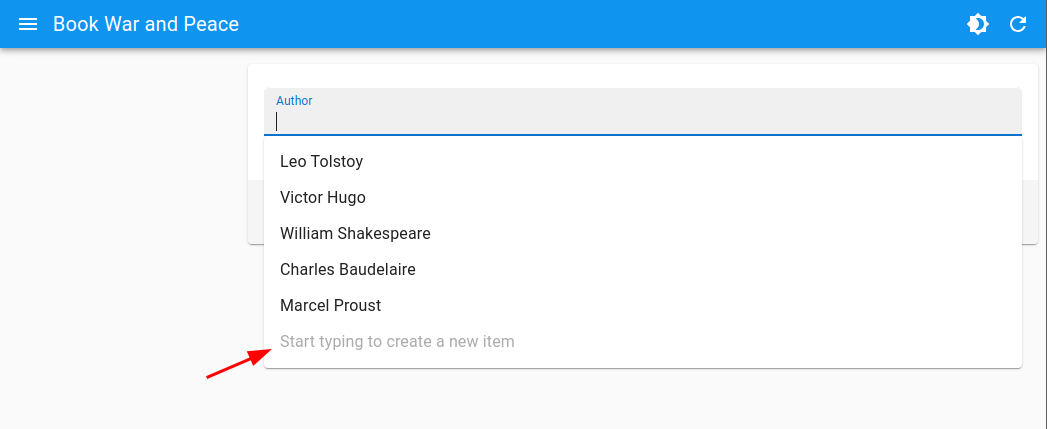 Book War and Peace
Author
Leo Tolstoy
Victor Hugo
William Shakespeare
Charles Baudelaire
Marcel Proust
Start typing to create a new item